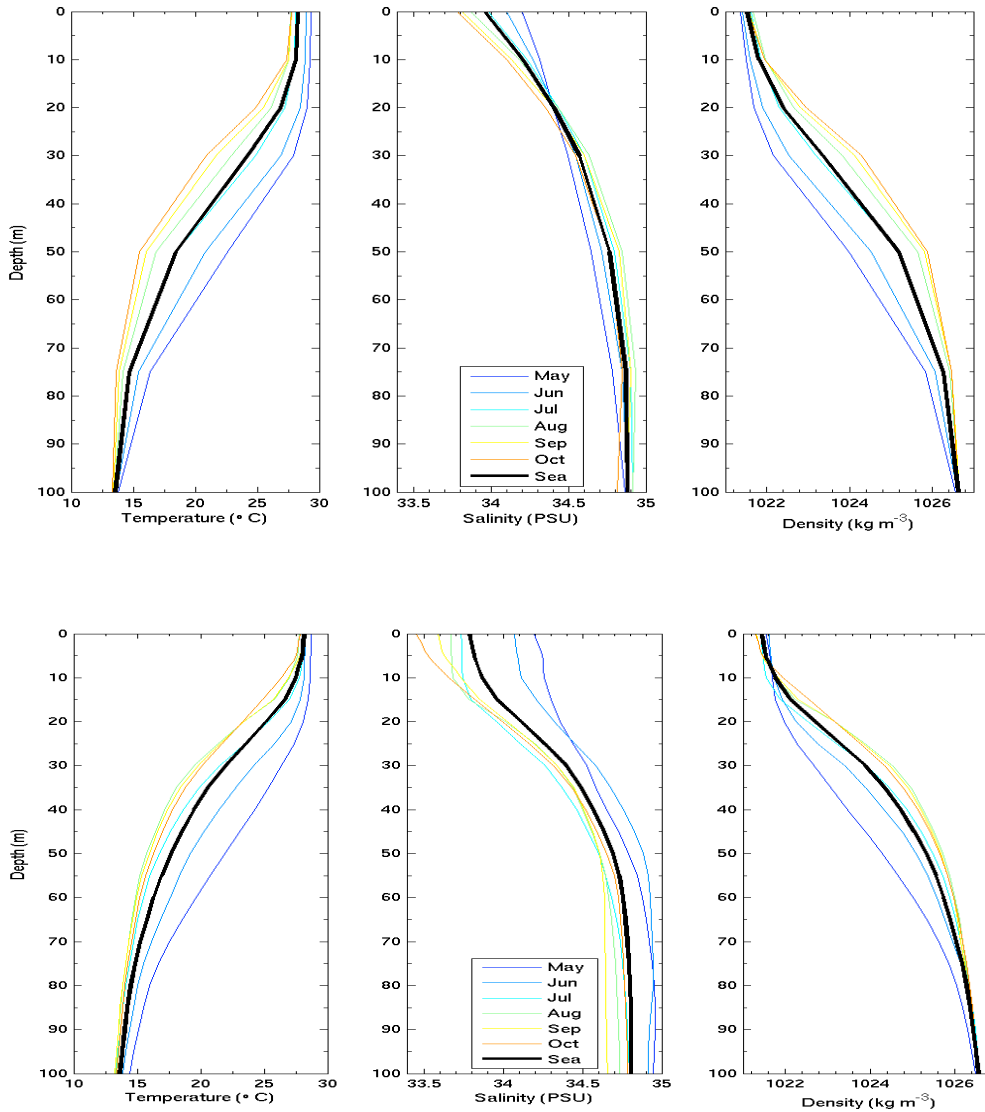 0
10
20
30
40
50
60
70
80
90
100
Depth (m)
10 15 20 25 30
Temperature (° C)
33.5 34 34.5 35
Salinity (PSU)
May
Jun
Jul
Aug
Sep
Oct
Sea
0
10
20
30
40
50
60
70
80
90
100
1022 1024 1026
Density (kg m-3)
0
10
20
30
40
50
60
70
80
90
100
0
10
20
30
40
50
60
70
80
90
100
Depth (m)
10 15 20 25 30
Temperature (° C)
0
10
20
30
40
50
60
70
80
90
100
33.5 34 34.5 35
Salinity (PSU)
May
Jun
Jul
Aug
Sep
Oct
Sea
0
10
20
30
40
50
60
70
80
90
100
1022 1024 1026
Density (kg m-3)